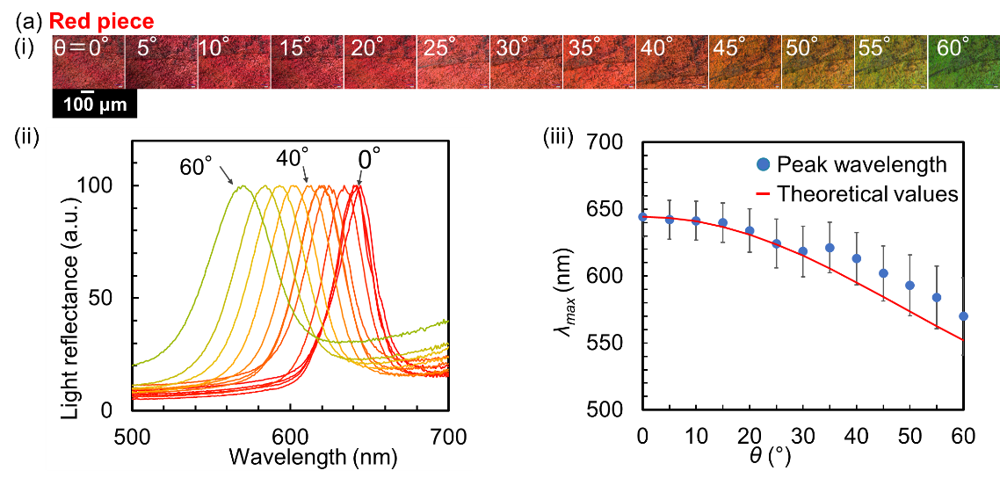 (a) Red piece
(i)
θ=0° 5° 10° 15° 20° 25° 30° 35° 40° 45° 50° 55° 60°
100 μm
(ii)
60° 40° 0°
100
50
0
Light reflectance (a.u.)
500 600 700
Wavelength (nm)
(iii)
700
650
600
550
500
λmax (nm)
Peak wavelength
Theoretical values
0 10 20 30 40 50 60
θ (°)